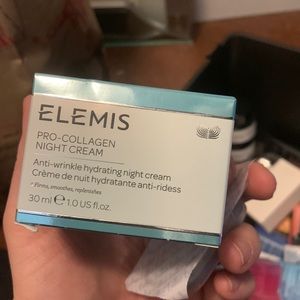 ELEMIS
PRO-COLLAGEN
NIGHT CREAM
Anti-wrinkle hydrating night cream
Crème de nuit hydratante anti-ridess
* Firms, smoothes, replenishes
30 ml ℮ 1.0 US fl.oz.